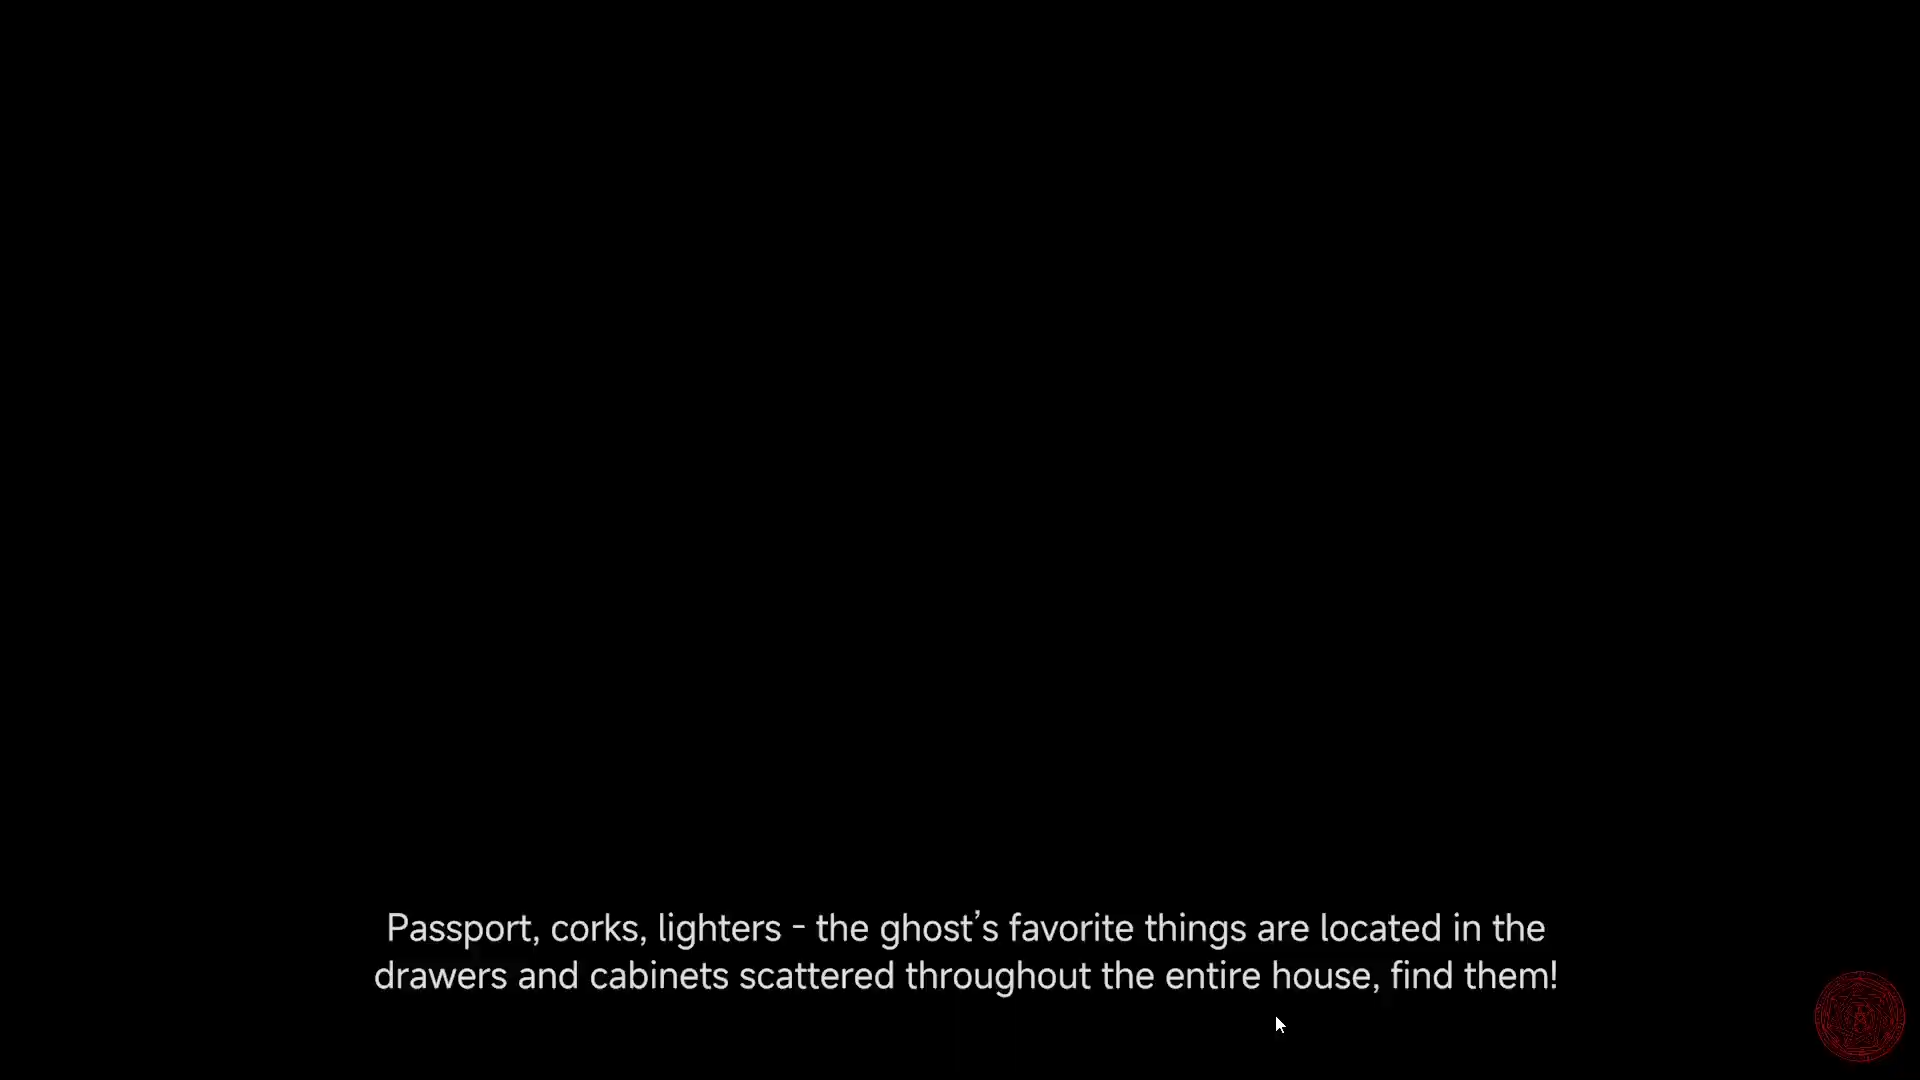 Passport, corks, lighters - the ghost’s favorite things are located in the
drawers and cabinets scattered throughout the entire house, find them!